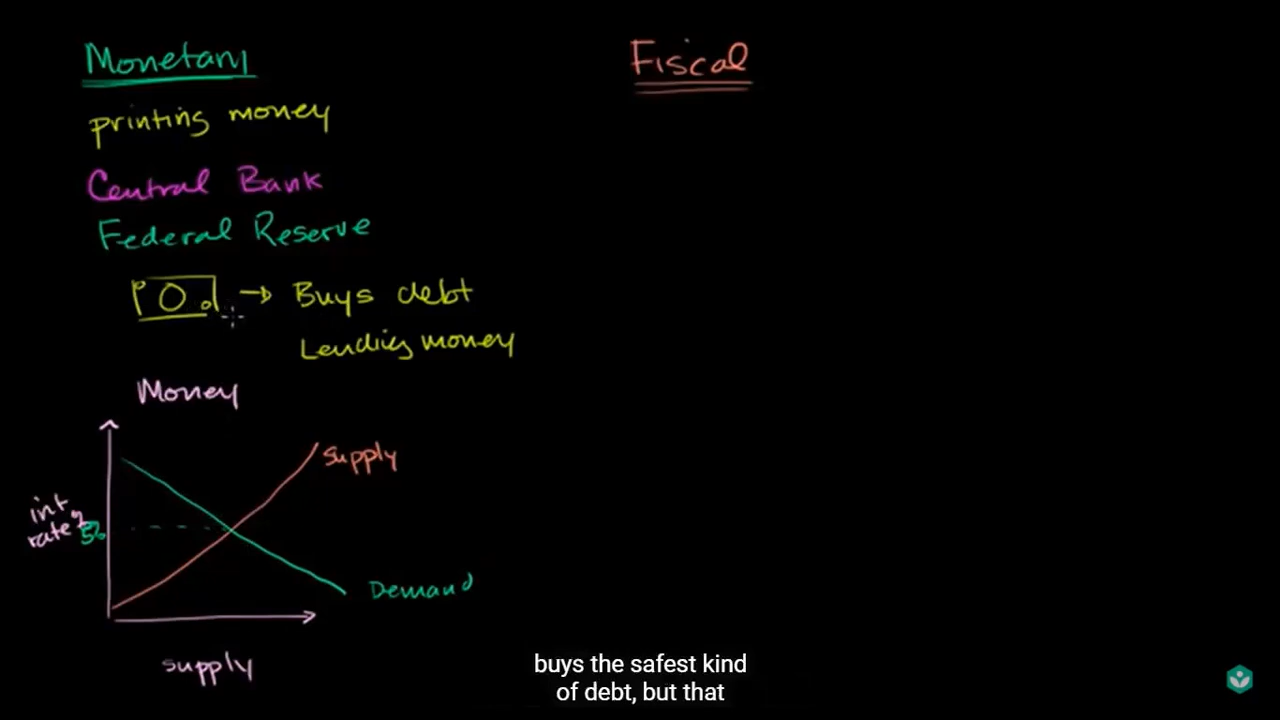 Monetary
Fiscal
printing money
Central Bank
Federal Reserve
→ Buys debt
Lending money
Money
supply
int
rate %
5%
Demand
supply
buys the safest kind
of debt, but that